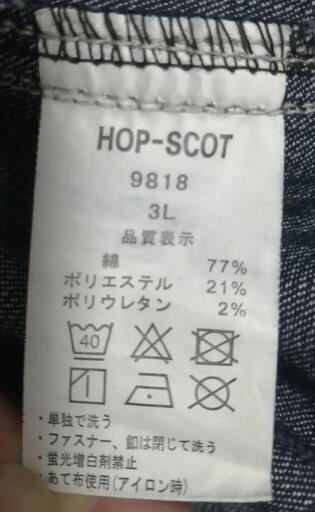 HOP-SCOT
9818
3L
品質表示
綿 77%
ポリエステル 21%
ポリウレタン 2%
40
・単独で洗う
・ファスナー、釦は閉じて洗う
・蛍光増白剤禁止
・あて布使用(アイロン時)